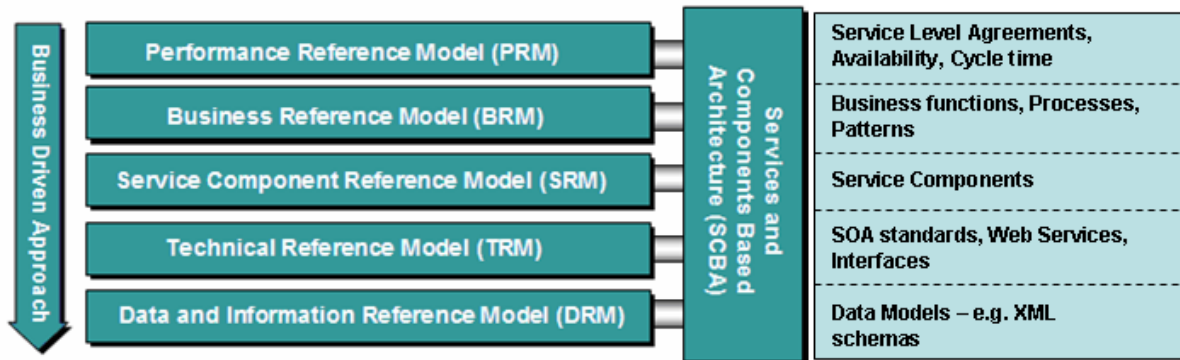 Business Driven Approach
Performance Reference Model (PRM)
Business Reference Model (BRM)
Service Component Reference Model (SRM)
Technical Reference Model (TRM)
Data and Information Reference Model (DRM)
Services and
Components Based
Architecture (SCBA)
Service Level Agreements,
Availability, Cycle time
Business functions, Processes,
Patterns
Service Components
SOA standards, Web Services,
Interfaces
Data Models – e.g. XML
schemas